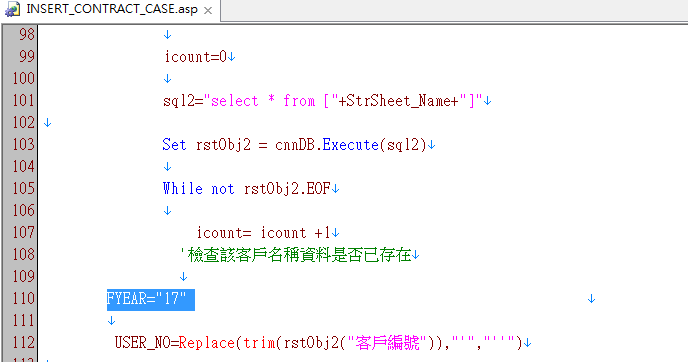 INSERT_CONTRACT_CASE.asp ×
98 ↓
99 icount=0↓
100 ↓
101 sql2="select * from ["+StrSheet_Name+"]"↓
102 ↓
103 Set rstObj2 = cnnDB.Execute(sql2)↓
104 ↓
105 While not rstObj2.EOF↓
106 ↓
107 icount= icount +1↓
108 '檢查該客戶名稱資料是否已存在↓
109 ↓
110 FYEAR="17" ↓
111 ↓
112 USER_NO=Replace(trim(rstObj2("客戶編號")),"'","''")↓